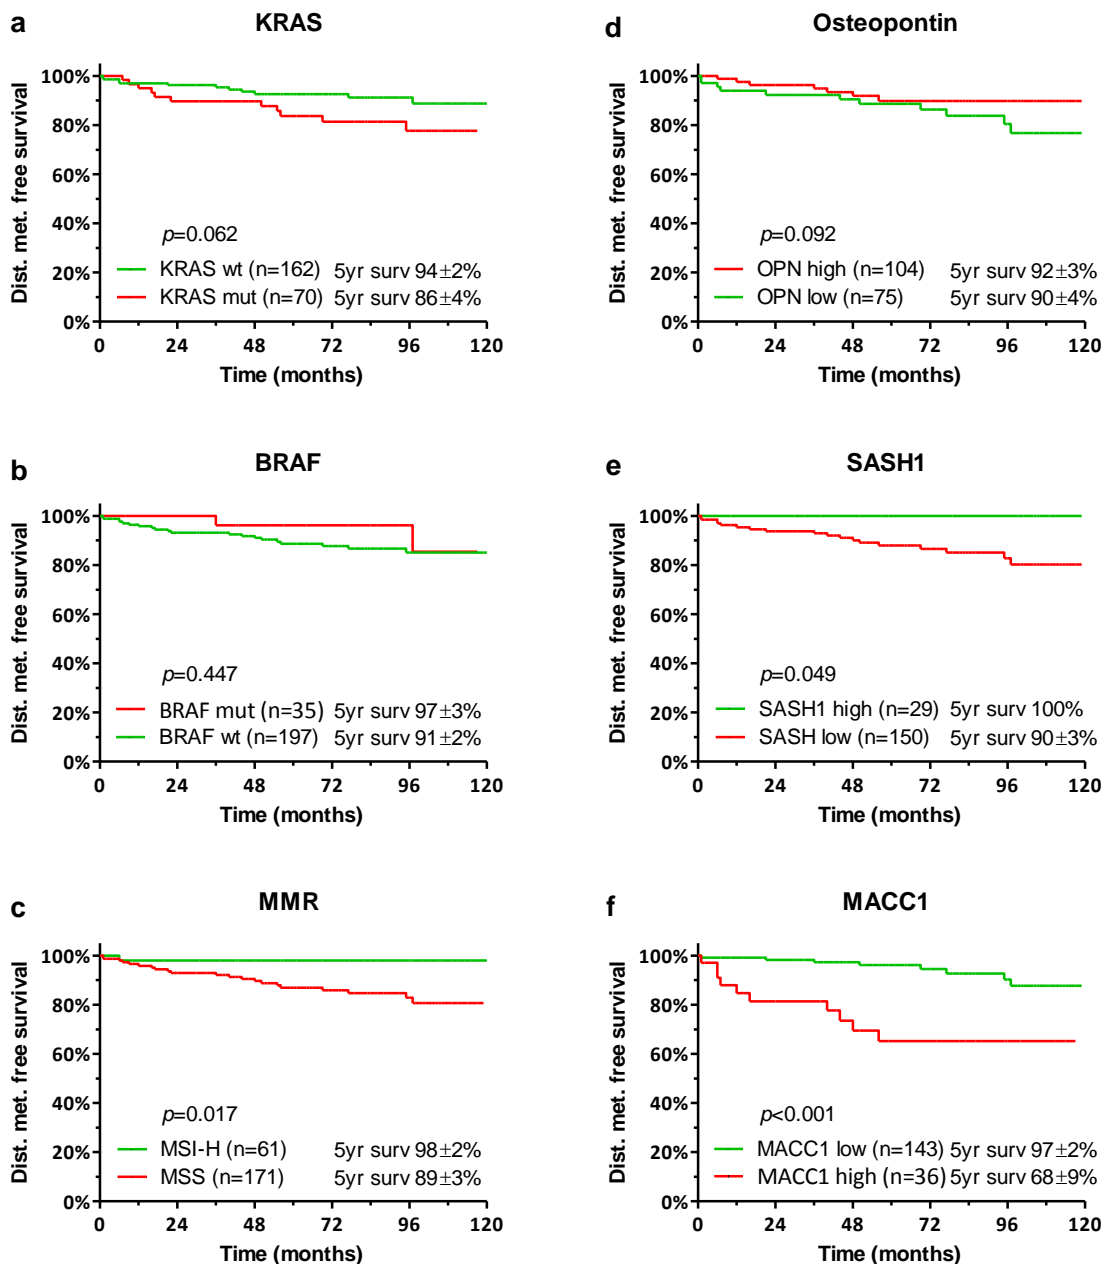 a
KRAS
Dist. met. free survival
100%
80%
60%
40%
20%
0%
p=0.062
KRAS wt (n=162) 5yr surv 94±2%
KRAS mut (n=70) 5yr surv 86±4%
0 24 48 72 96 120
Time (months)
b
BRAF
Dist. met. free survival
100%
80%
60%
40%
20%
0%
p=0.447
BRAF mut (n=35) 5yr surv 97±3%
BRAF wt (n=197) 5yr surv 91±2%
0 24 48 72 96 120
Time (months)
c
MMR
Dist. met. free survival
100%
80%
60%
40%
20%
0%
p=0.017
MSI-H (n=61) 5yr surv 98±2%
MSS (n=171) 5yr surv 89±3%
0 24 48 72 96 120
Time (months)
d
Osteopontin
Dist. met. free survival
100%
80%
60%
40%
20%
0%
p=0.092
OPN high (n=104) 5yr surv 92±3%
OPN low (n=75) 5yr surv 90±4%
0 24 48 72 96 120
Time (months)
e
SASH1
Dist. met. free survival
100%
80%
60%
40%
20%
0%
p=0.049
SASH1 high (n=29) 5yr surv 100%
SASH low (n=150) 5yr surv 90±3%
0 24 48 72 96 120
Time (months)
f
MACC1
Dist. met. free survival
100%
80%
60%
40%
20%
0%
p<0.001
MACC1 low (n=143) 5yr surv 97±2%
MACC1 high (n=36) 5yr surv 68±9%
0 24 48 72 96 120
Time (months)